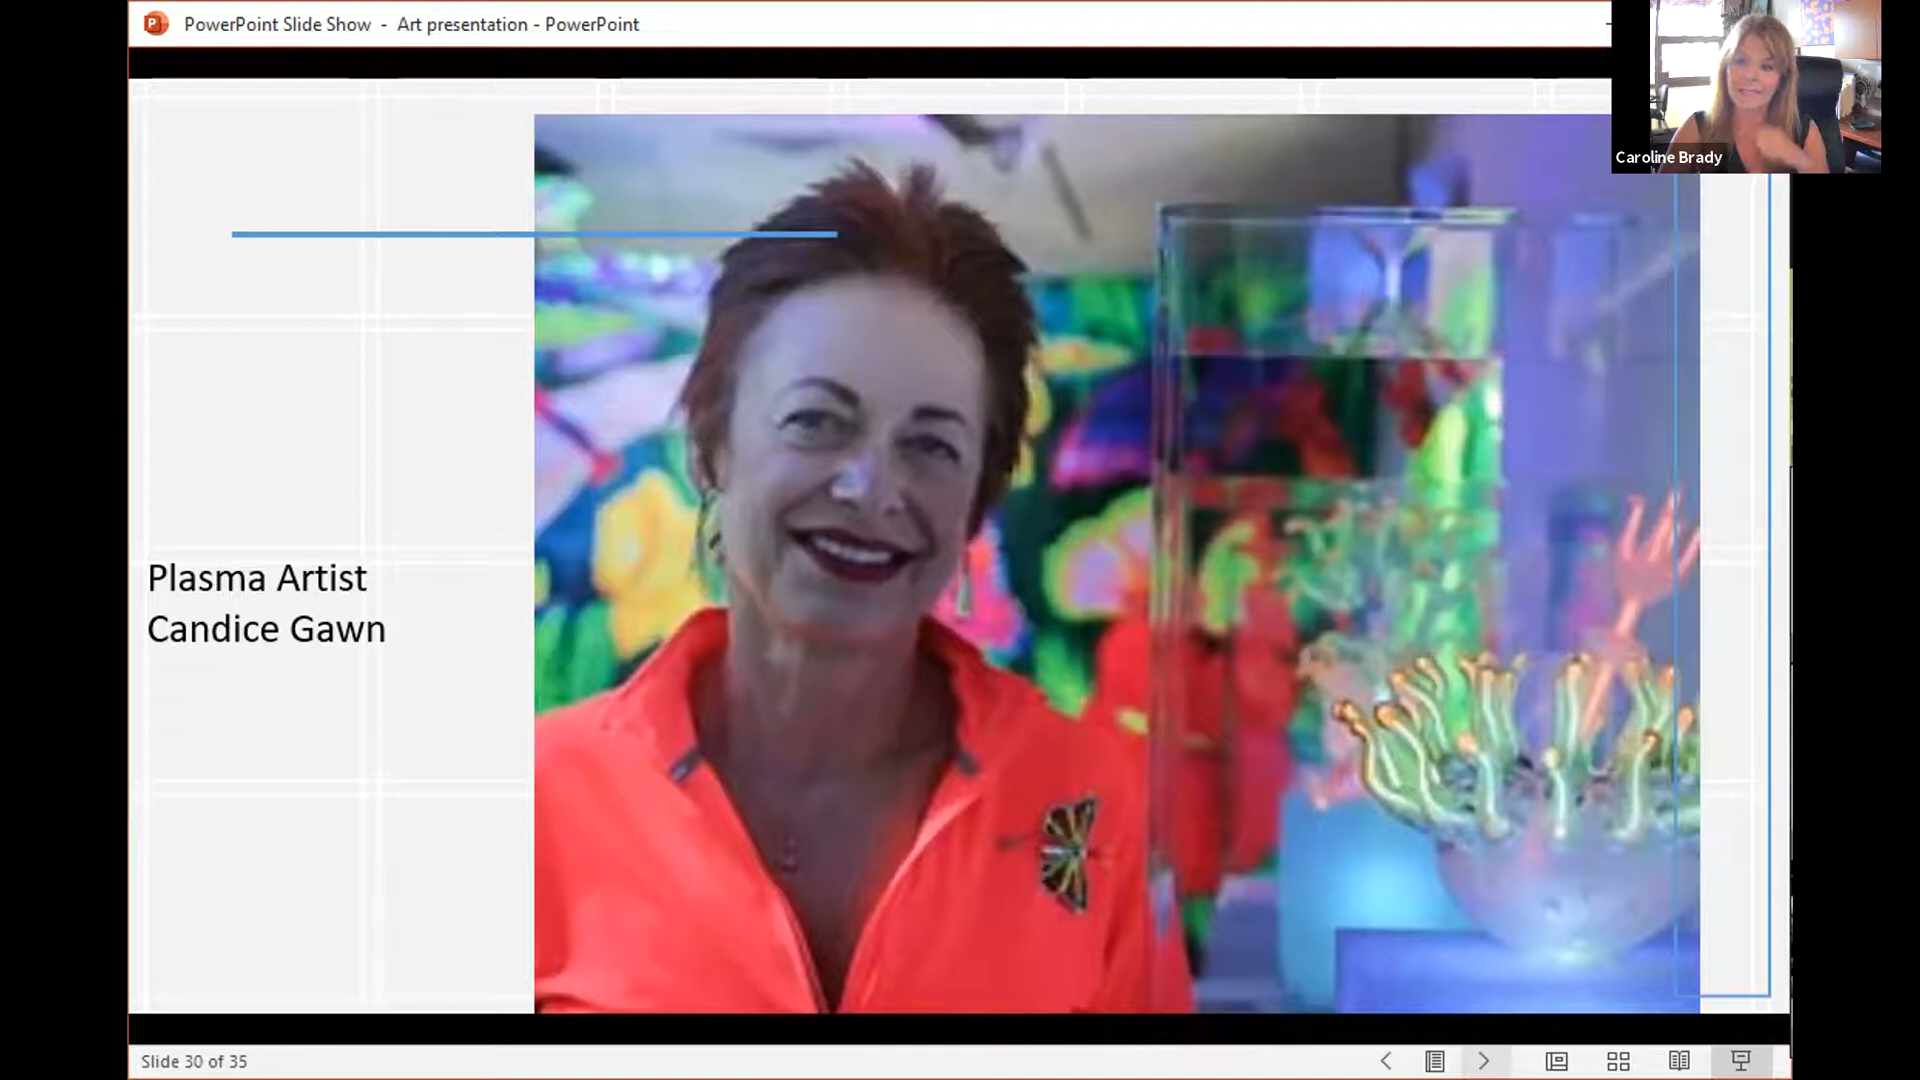 PowerPoint Slide Show - Art presentation - PowerPoint
Caroline Brady
Plasma Artist
Candice Gawn
Slide 30 of 35